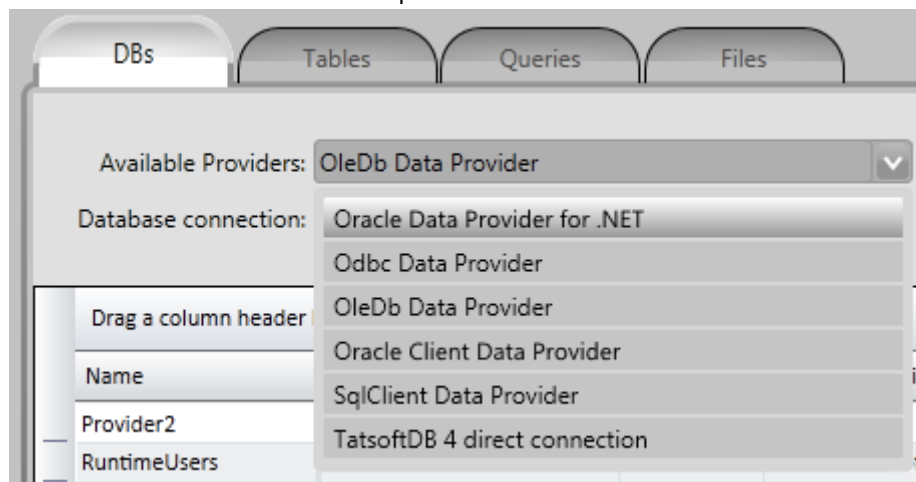 DBs Tables Queries Files
Available Providers: OleDb Data Provider
Database connection: Oracle Data Provider for .NET
Odbc Data Provider
OleDb Data Provider
Oracle Client Data Provider
SqlClient Data Provider
TatsoftDB 4 direct connection
Drag a column header
Name
Provider2
RuntimeUsers